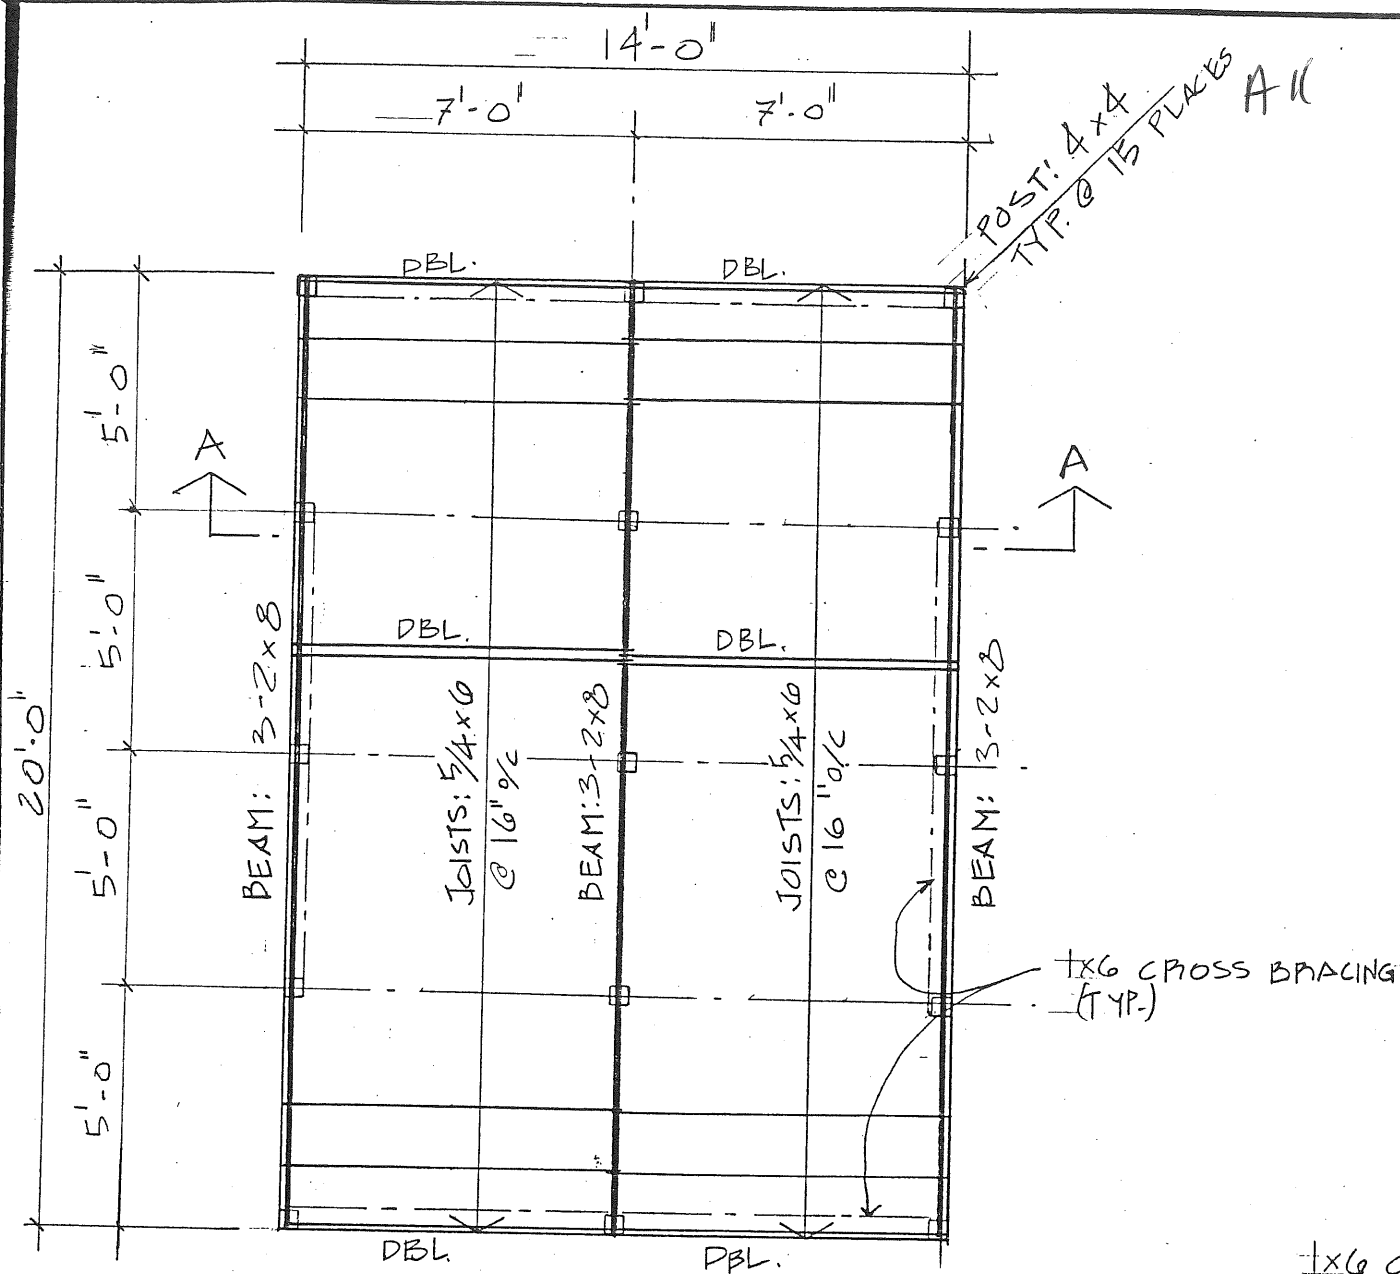 14'-0"
7'-0"
7'-0"
POST: 4x4
TYP. @ 15 PLACES
DBL.
DBL.
5'-0"
A
A
5'-0"
DBL.
DBL.
20'-0"
BEAM: 3-2x8
JOISTS: 5/4x6
@ 16" o/c
BEAM: 3-2x8
JOISTS: 5/4x6
@ 16" o/c
BEAM: 3-2x8
5'-0"
1x6 CROSS BRACING
(TYP.)
5'-0"
DBL.
DBL.
1x6